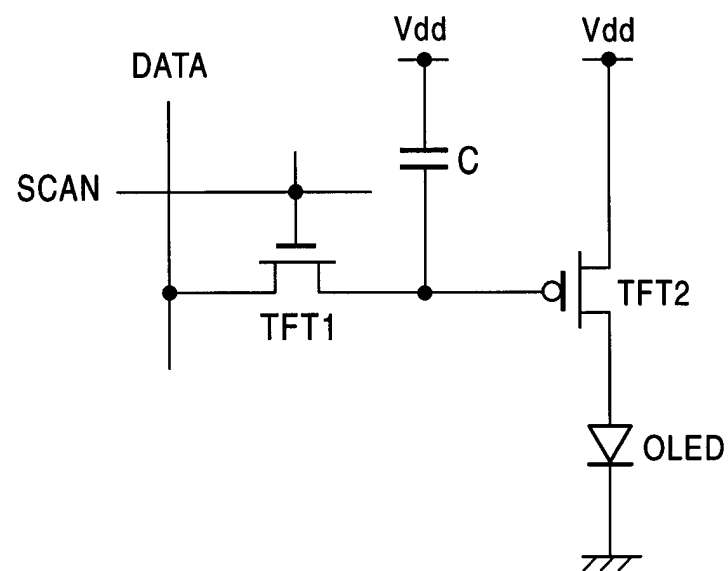 Vdd
Vdd
DATA
C
SCAN
TFT1
TFT2
OLED